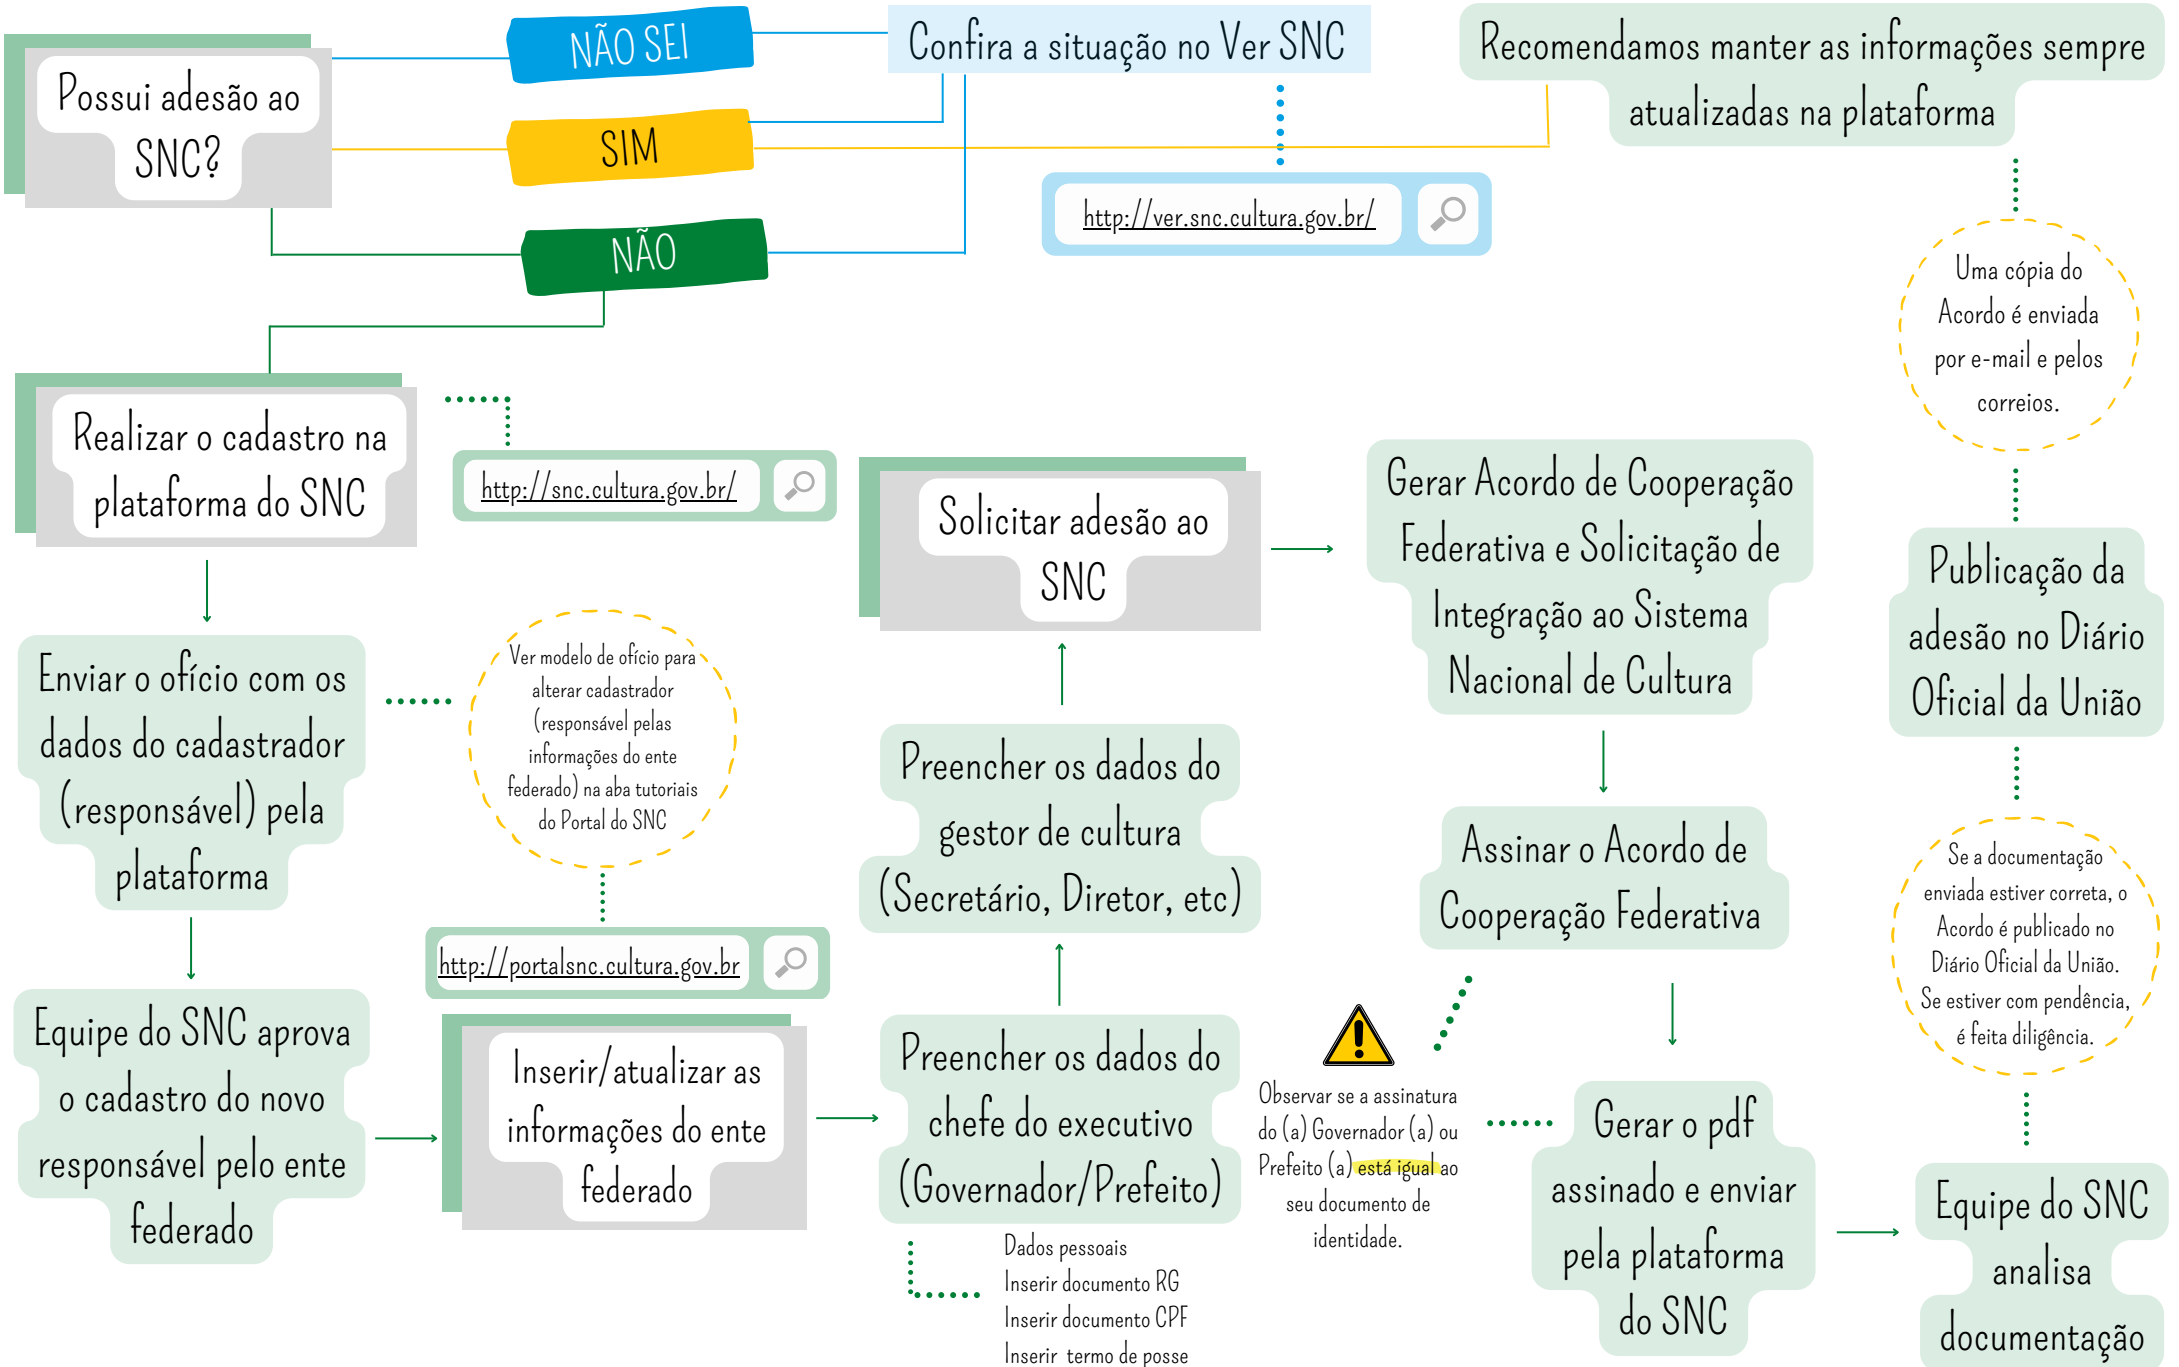 Possui adesão ao
SNC?
NÃO SEI
SIM
NÃO
Confira a situação no Ver SNC
http://ver.snc.cultura.gov.br/
Recomendamos manter as informações sempre
atualizadas na plataforma
Realizar o cadastro na
plataforma do SNC
http://snc.cultura.gov.br/
Enviar o ofício com os
dados do cadastrador
(responsável) pela
plataforma
Ver modelo de ofício para
alterar cadastrador
(responsável pelas
informações do ente
federado) na aba tutoriais
do Portal do SNC
http://portalsnc.cultura.gov.br
Equipe do SNC aprova
o cadastro do novo
responsável pelo ente
federado
Inserir/atualizar as
informações do ente
federado
Preencher os dados do
chefe do executivo
(Governador/Prefeito)
Dados pessoais
Inserir documento RG
Inserir documento CPF
Inserir termo de posse
Preencher os dados do
gestor de cultura
(Secretário, Diretor, etc)
Solicitar adesão ao
SNC
Gerar Acordo de Cooperação
Federativa e Solicitação de
Integração ao Sistema
Nacional de Cultura
Assinar o Acordo de
Cooperação Federativa
Observar se a assinatura
do (a) Governador (a) ou
Prefeito (a) está igual ao
seu documento de
identidade.
Gerar o pdf
assinado e enviar
pela plataforma
do SNC
Equipe do SNC
analisa
documentação
Se a documentação
enviada estiver correta, o
Acordo é publicado no
Diário Oficial da União.
Se estiver com pendência,
é feita diligência.
Publicação da
adesão no Diário
Oficial da União
Uma cópia do
Acordo é enviada
por e-mail e pelos
correios.